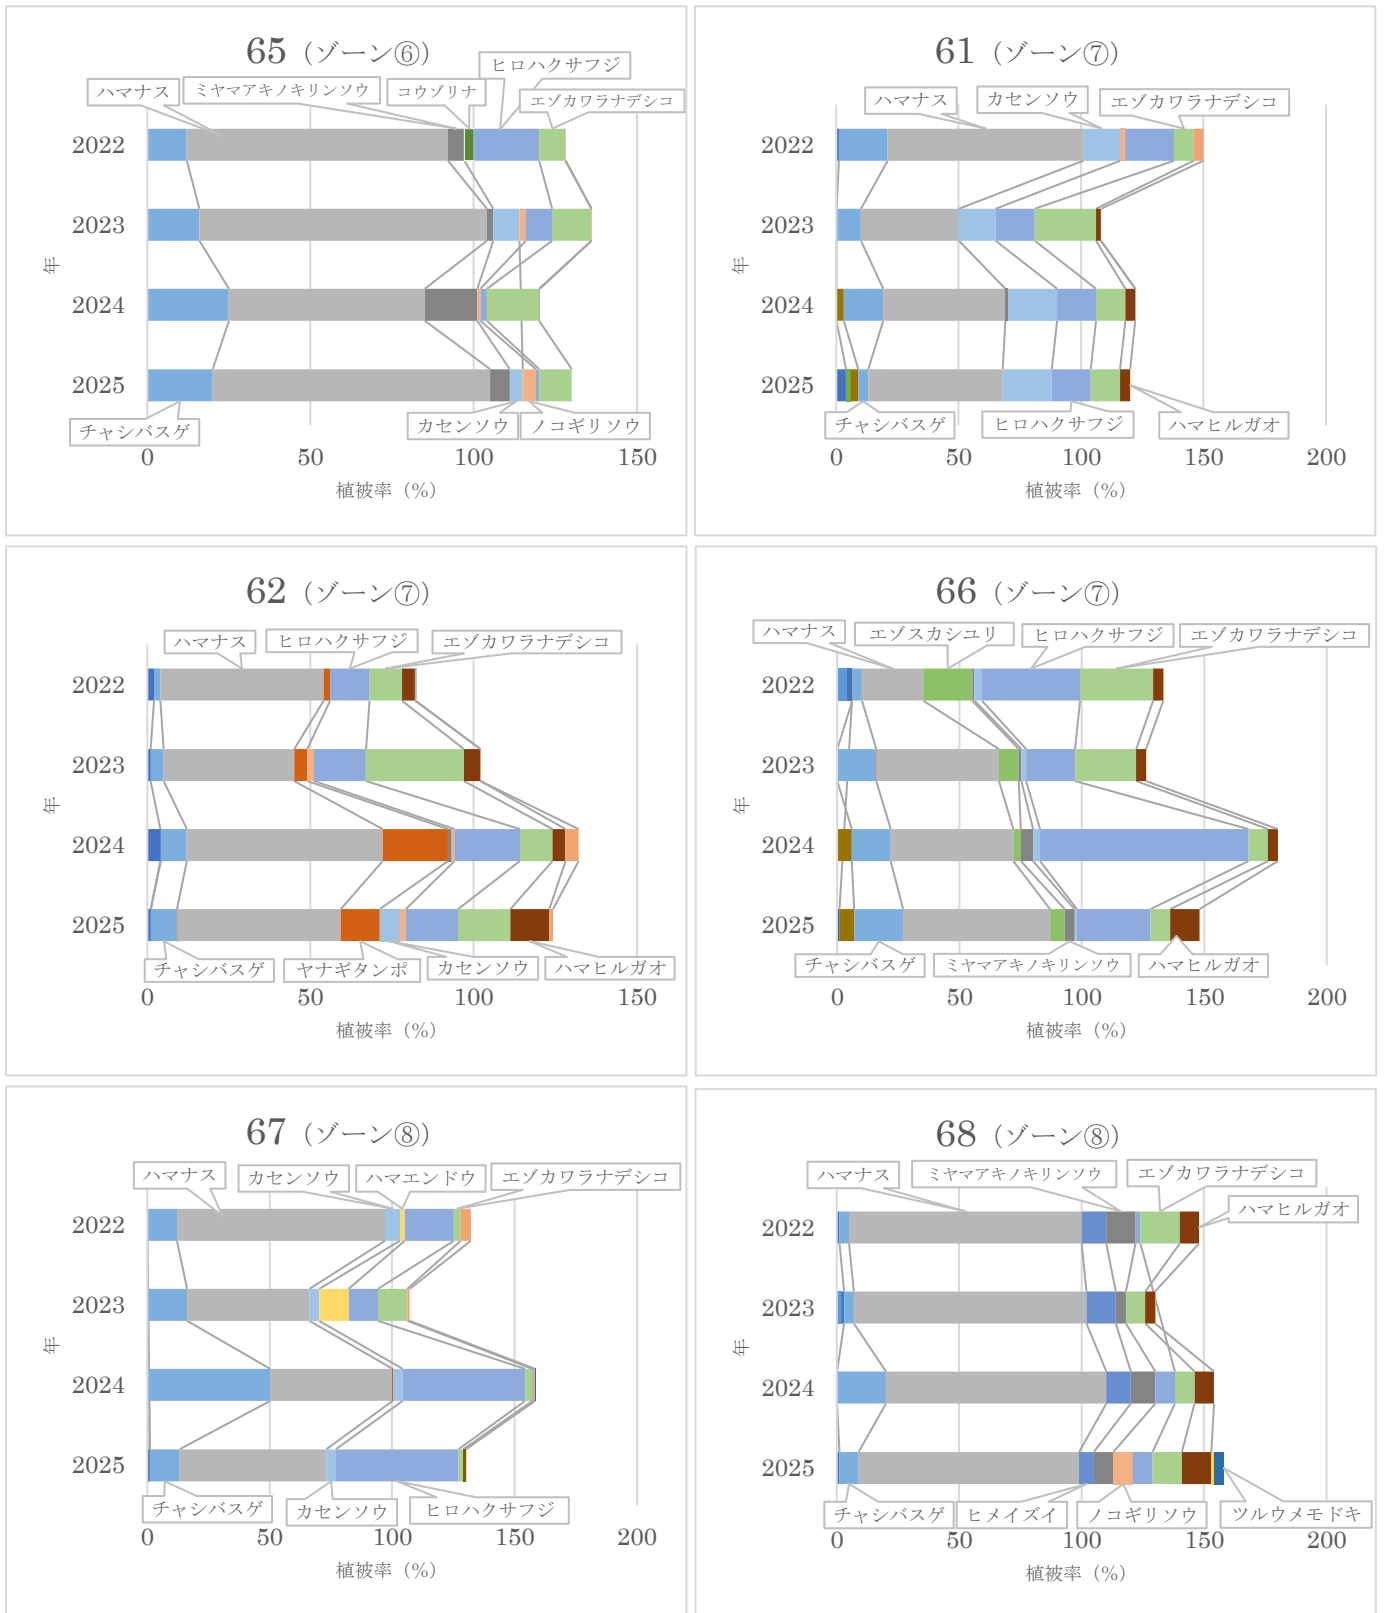 65（ゾーン⑥）
ヒロハクサフジ
ハマナス
ミヤマアキノキリンソウ
コウゾリナ
エゾカワラナデシコ
2022
2023
年
2024
2025
チャシバスゲ
カセンソウ
ノコギリソウ
0 50 100 150
植被率（%）
61（ゾーン⑦）
ハマナス
カセンソウ
エゾカワラナデシコ
2022
2023
年
2024
2025
チャシバスゲ
ヒロハクサフジ
ハマヒルガオ
0 50 100 150 200
植被率（%）
62（ゾーン⑦）
ハマナス
ヒロハクサフジ
エゾカワラナデシコ
2022
2023
年
2024
2025
チャシバスゲ
ヤナギタンポ
カセンソウ
ハマヒルガオ
0 50 100 150
植被率（%）
66（ゾーン⑦）
ハマナス
エゾスカシユリ
ヒロハクサフジ
エゾカワラナデシコ
2022
2023
年
2024
2025
チャシバスゲ
ミヤマアキノキリンソウ
ハマヒルガオ
0 50 100 150 200
植被率（%）
67（ゾーン⑧）
ハマナス
カセンソウ
ハマエンドウ
エゾカワラナデシコ
2022
2023
年
2024
2025
チャシバスゲ
カセンソウ
ヒロハクサフジ
0 50 100 150 200
植被率（%）
68（ゾーン⑧）
ハマナス
ミヤマアキノキリンソウ
エゾカワラナデシコ
ハマヒルガオ
2022
2023
年
2024
2025
チャシバスゲ
ヒメイズイ
ノコギリソウ
ツルウメモドキ
0 50 100 150 200
植被率（%）